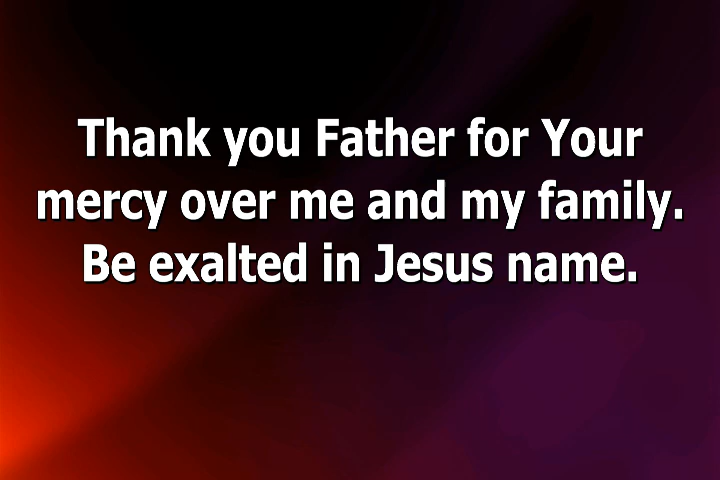 Thank you Father for Your
mercy over me and my family.
Be exalted in Jesus name.